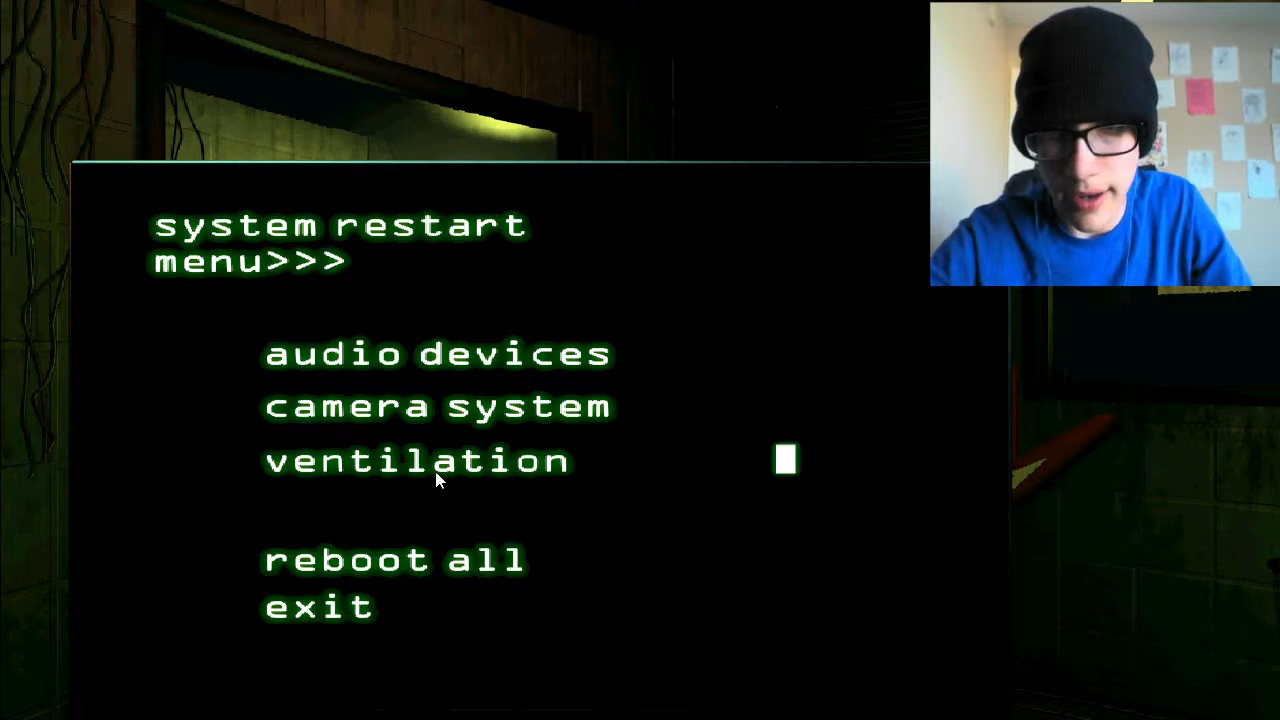 system restart
menu>>>
audio devices
camera system
ventilation
reboot all
exit